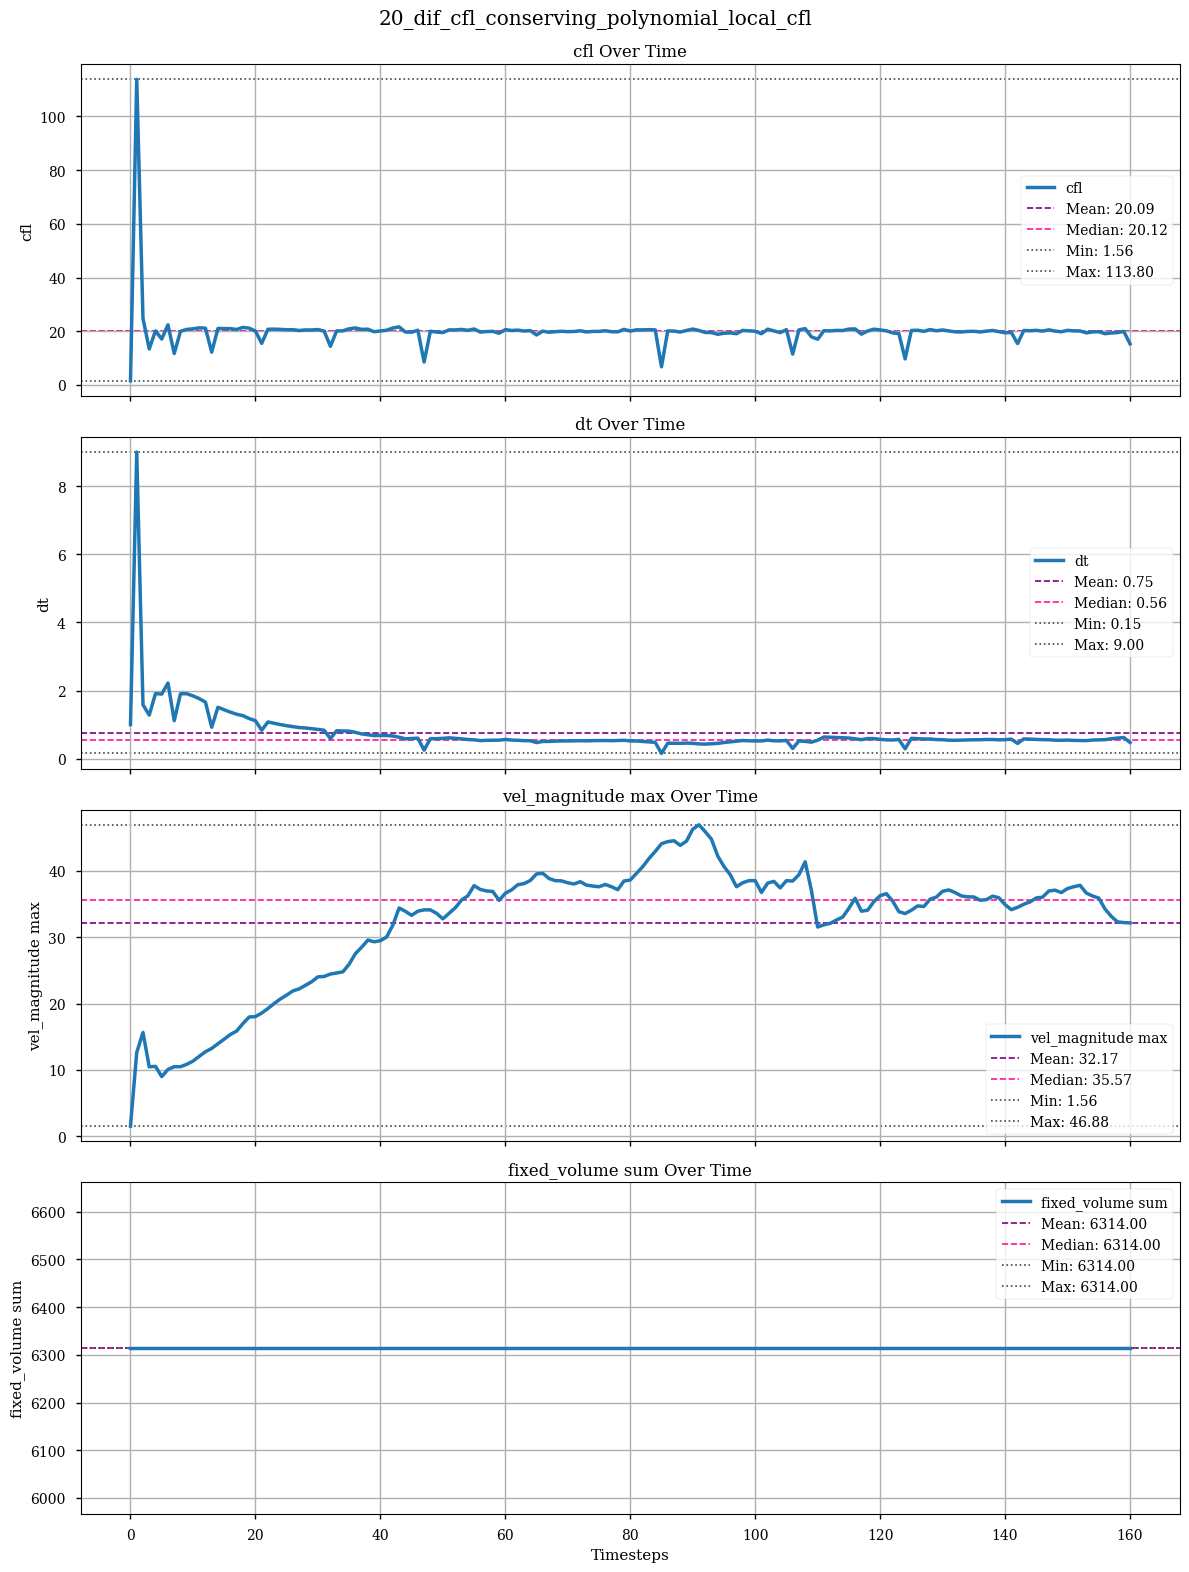 20_dif_cfl_conserving_polynomial_local_cfl
cfl Over Time
100
80
60
40
20
0
cfl
cfl
Mean: 20.09
Median: 20.12
Min: 1.56
Max: 113.80
dt Over Time
8
6
4
2
0
dt
dt
Mean: 0.75
Median: 0.56
Min: 0.15
Max: 9.00
vel_magnitude max Over Time
40
30
20
10
0
vel_magnitude max
vel_magnitude max
Mean: 32.17
Median: 35.57
Min: 1.56
Max: 46.88
fixed_volume sum Over Time
6600
6500
6400
6300
6200
6100
6000
fixed_volume sum
fixed_volume sum
Mean: 6314.00
Median: 6314.00
Min: 6314.00
Max: 6314.00
0 20 40 60 80 100 120 140 160
Timesteps